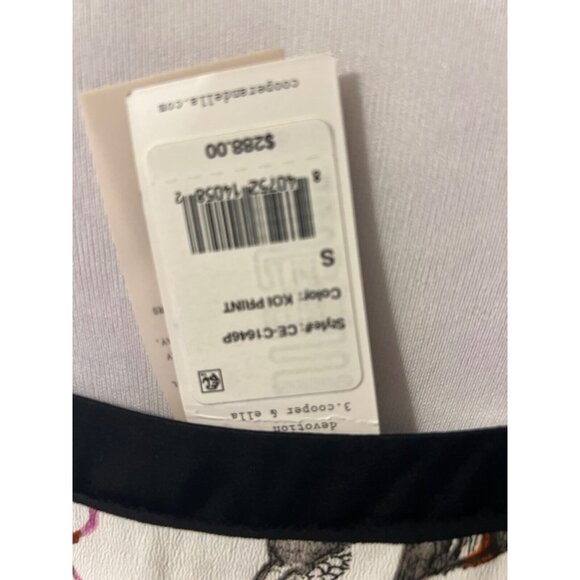 devotion
3.cooper & ella
Style#: CE-C1646P
Color: KOI PRINT
S
8 40752 14058 2
$288.00
cooperandella.com